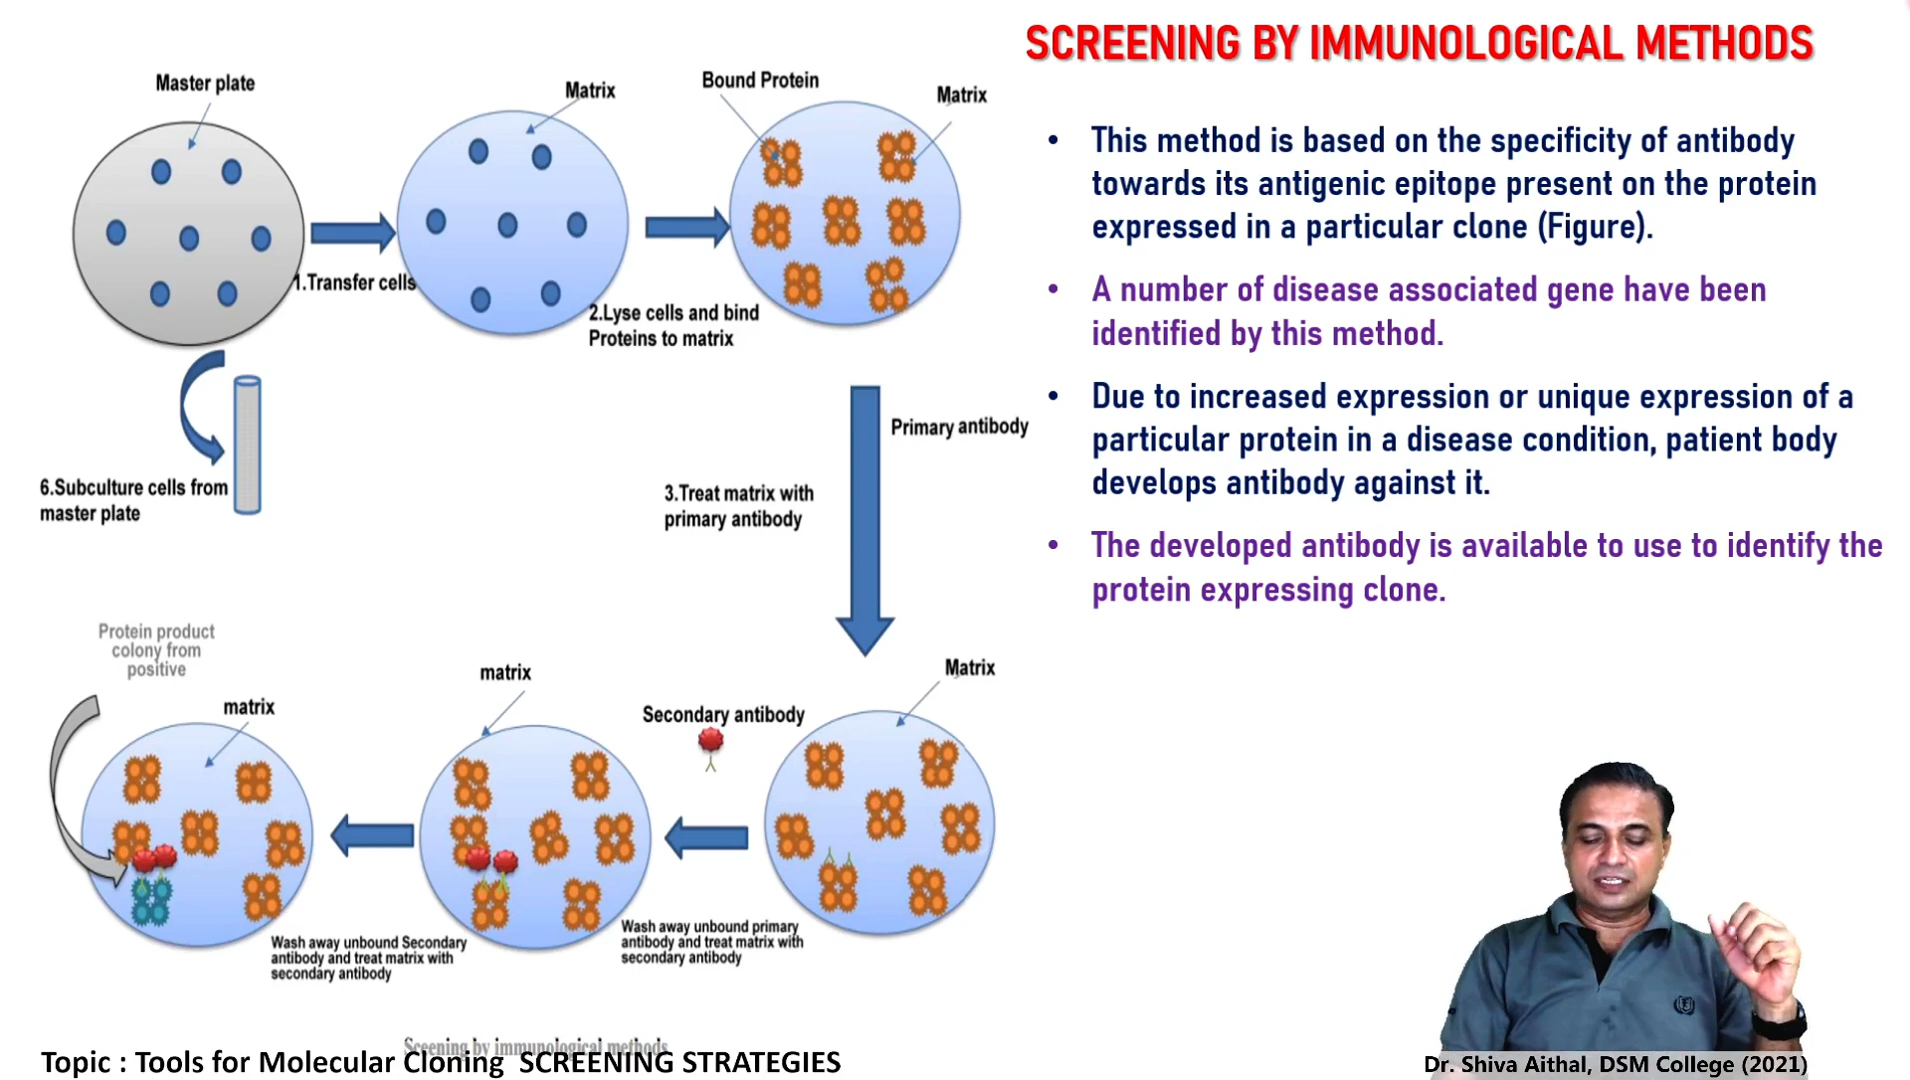 SCREENING BY IMMUNOLOGICAL METHODS
Master plate
Matrix
Bound Protein
Matrix
1.Transfer cells
2.Lyse cells and bind
Proteins to matrix
6.Subculture cells from
master plate
Primary antibody
3.Treat matrix with
primary antibody
Protein product
colony from
positive
matrix
matrix
Secondary antibody
Matrix
Wash away unbound Secondary
antibody and treat matrix with
secondary antibody
Wash away unbound primary
antibody and treat matrix with
secondary antibody
• This method is based on the specificity of antibody
towards its antigenic epitope present on the protein
expressed in a particular clone (Figure).
• A number of disease associated gene have been
identified by this method.
• Due to increased expression or unique expression of a
particular protein in a disease condition, patient body
develops antibody against it.
• The developed antibody is available to use to identify the
protein expressing clone.
Sceening by immunological methods
Topic : Tools for Molecular Cloning SCREENING STRATEGIES
Dr. Shiva Aithal, DSM College (2021)